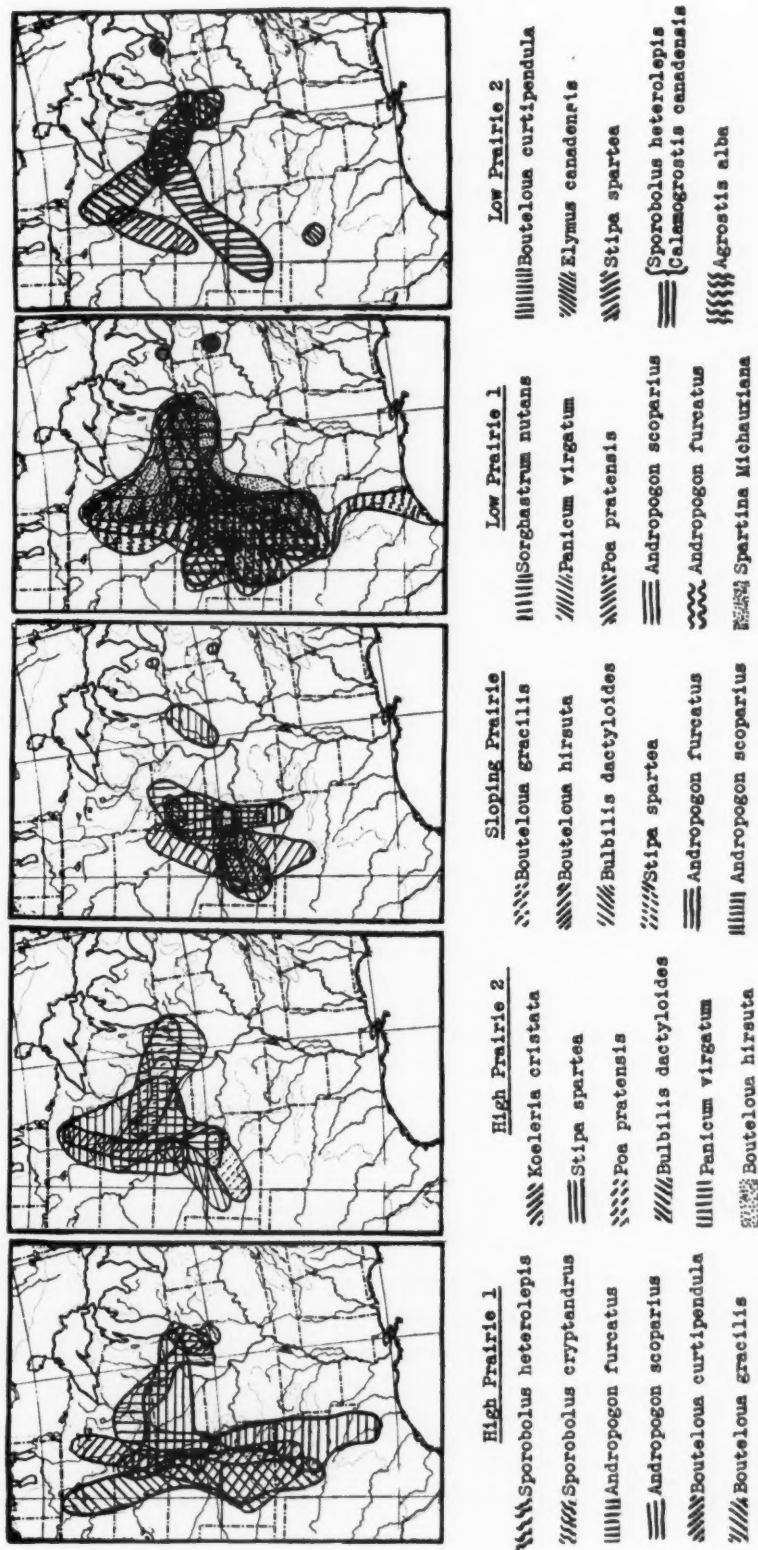 High Prairie 1
Sporobolus heterolepis
Sporobolus cryptandrus
Andropogon furcatus
Andropogon scoparius
Bouteloua curtipendula
Bouteloua gracilis
High Prairie 2
Koeleria cristata
Stipa spartea
Poa pratensis
Bulbilis dactyloides
Panicum virgatum
Bouteloua hirsuta
Sloping Prairie
Bouteloua gracilis
Bouteloua hirsuta
Bulbilis dactyloides
Stipa spartea
Andropogon furcatus
Andropogon scoparius
Low Prairie 1
Sorghastrum nutans
Panicum virgatum
Poa pratensis
Andropogon scoparius
Andropogon furcatus
Spartina Michauxiana
Low Prairie 2
Bouteloua curtipendula
Elymus canadensis
Stipa spartea
{Sporobolus heterolepis
{Calamogrostis canadensis
Agrostis alba